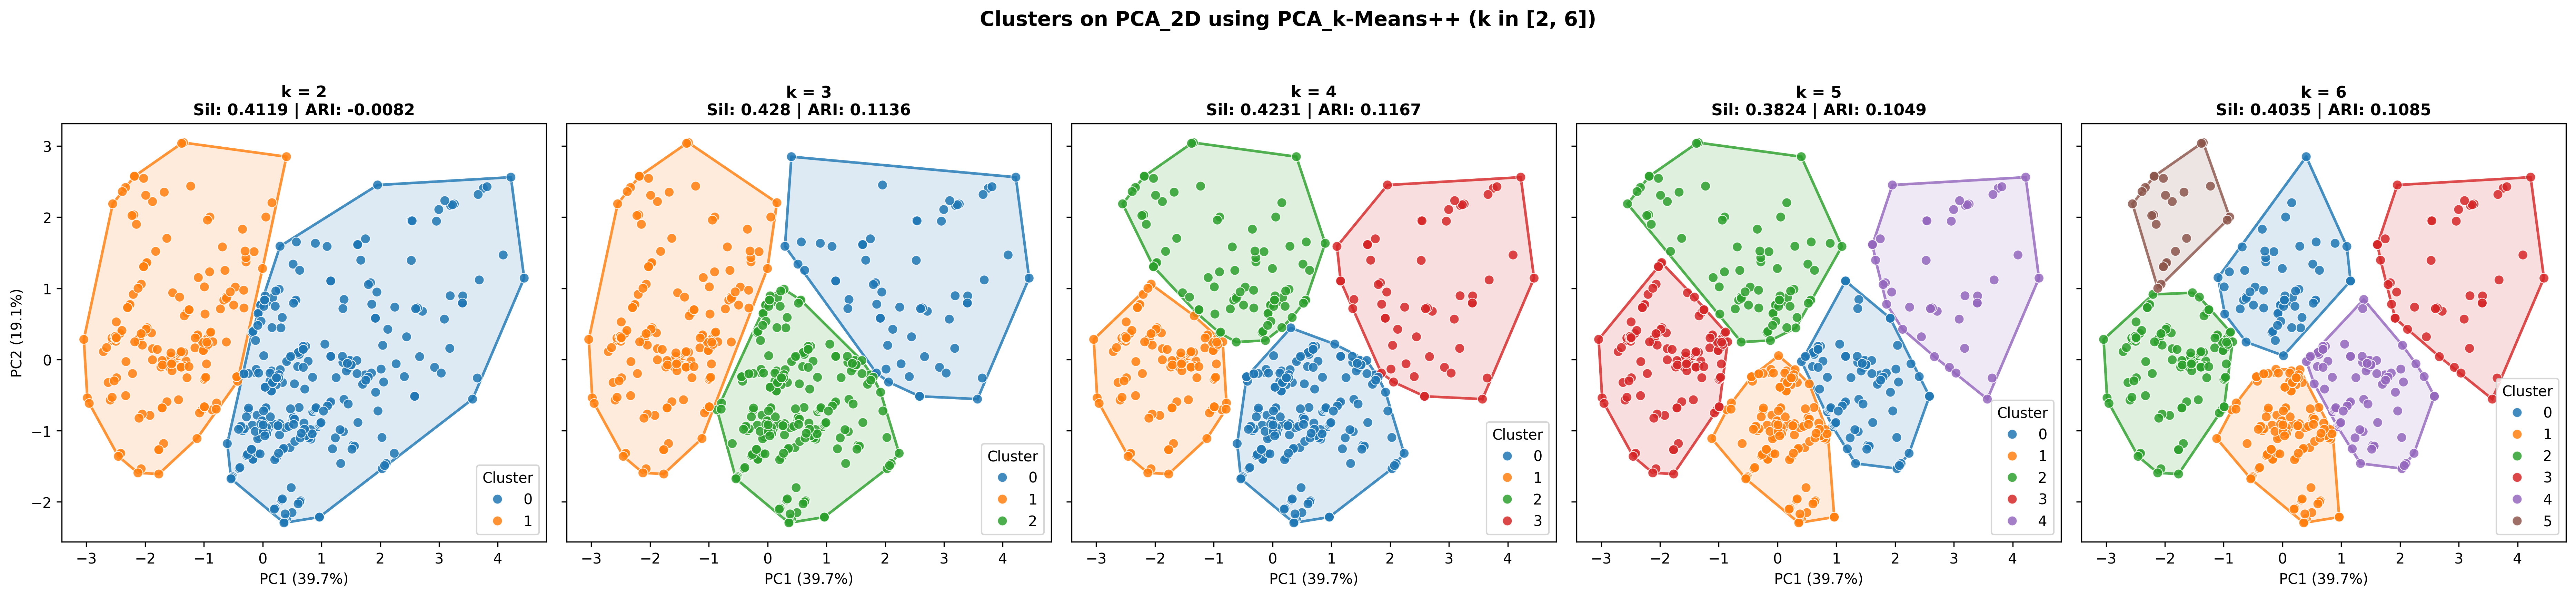 Clusters on PCA_2D using PCA_k-Means++ (k in [2, 6])
k = 2
Sil: 0.4119 | ARI: -0.0082
k = 3
Sil: 0.428 | ARI: 0.1136
k = 4
Sil: 0.4231 | ARI: 0.1167
k = 5
Sil: 0.3824 | ARI: 0.1049
k = 6
Sil: 0.4035 | ARI: 0.1085
PC2 (19.1%)
3
2
1
0
−1
−2
Cluster
0
1
Cluster
0
1
2
Cluster
0
1
2
3
Cluster
0
1
2
3
4
Cluster
0
1
2
3
4
5
−3 −2 −1 0 1 2 3 4
−3 −2 −1 0 1 2 3 4
−3 −2 −1 0 1 2 3 4
−3 −2 −1 0 1 2 3 4
−3 −2 −1 0 1 2 3 4
PC1 (39.7%)
PC1 (39.7%)
PC1 (39.7%)
PC1 (39.7%)
PC1 (39.7%)